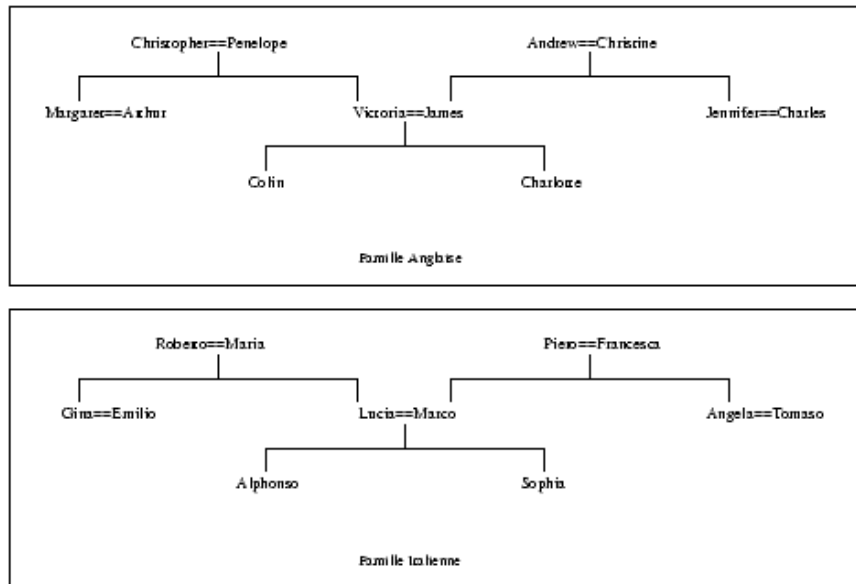 Christopher==Penelope Andrew==Christine
Margaret==Arthur Victoria==James Jennifer==Charles
Colin Charlotte
Famille Anglaise
Roberto==Maria Piero==Francesca
Gina==Emilio Lucia==Marco Angela==Tomaso
Alphonso Sophia
Famille Italienne